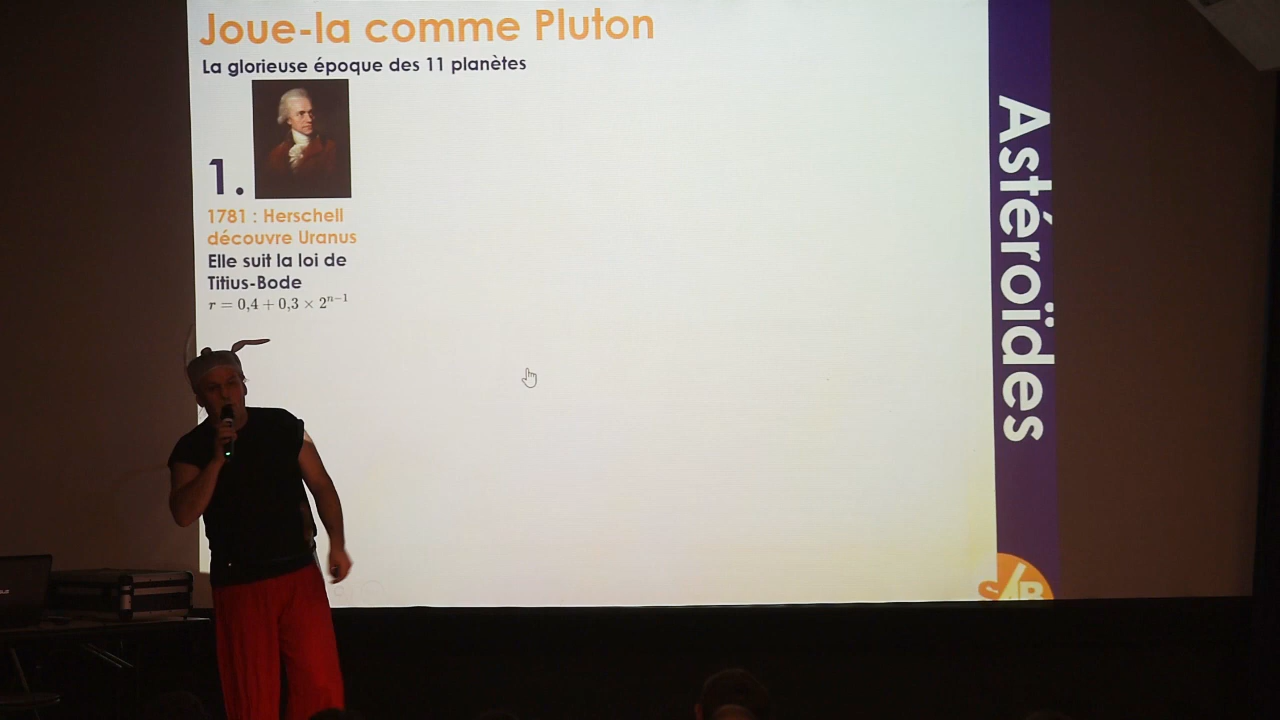 Joue-la comme Pluton
La glorieuse époque des 11 planètes
1.
1781 : Herschell
découvre Uranus
Elle suit la loi de
Titius-Bode
r = 0,4 + 0,3 × 2^{n−1}
Astéroïdes